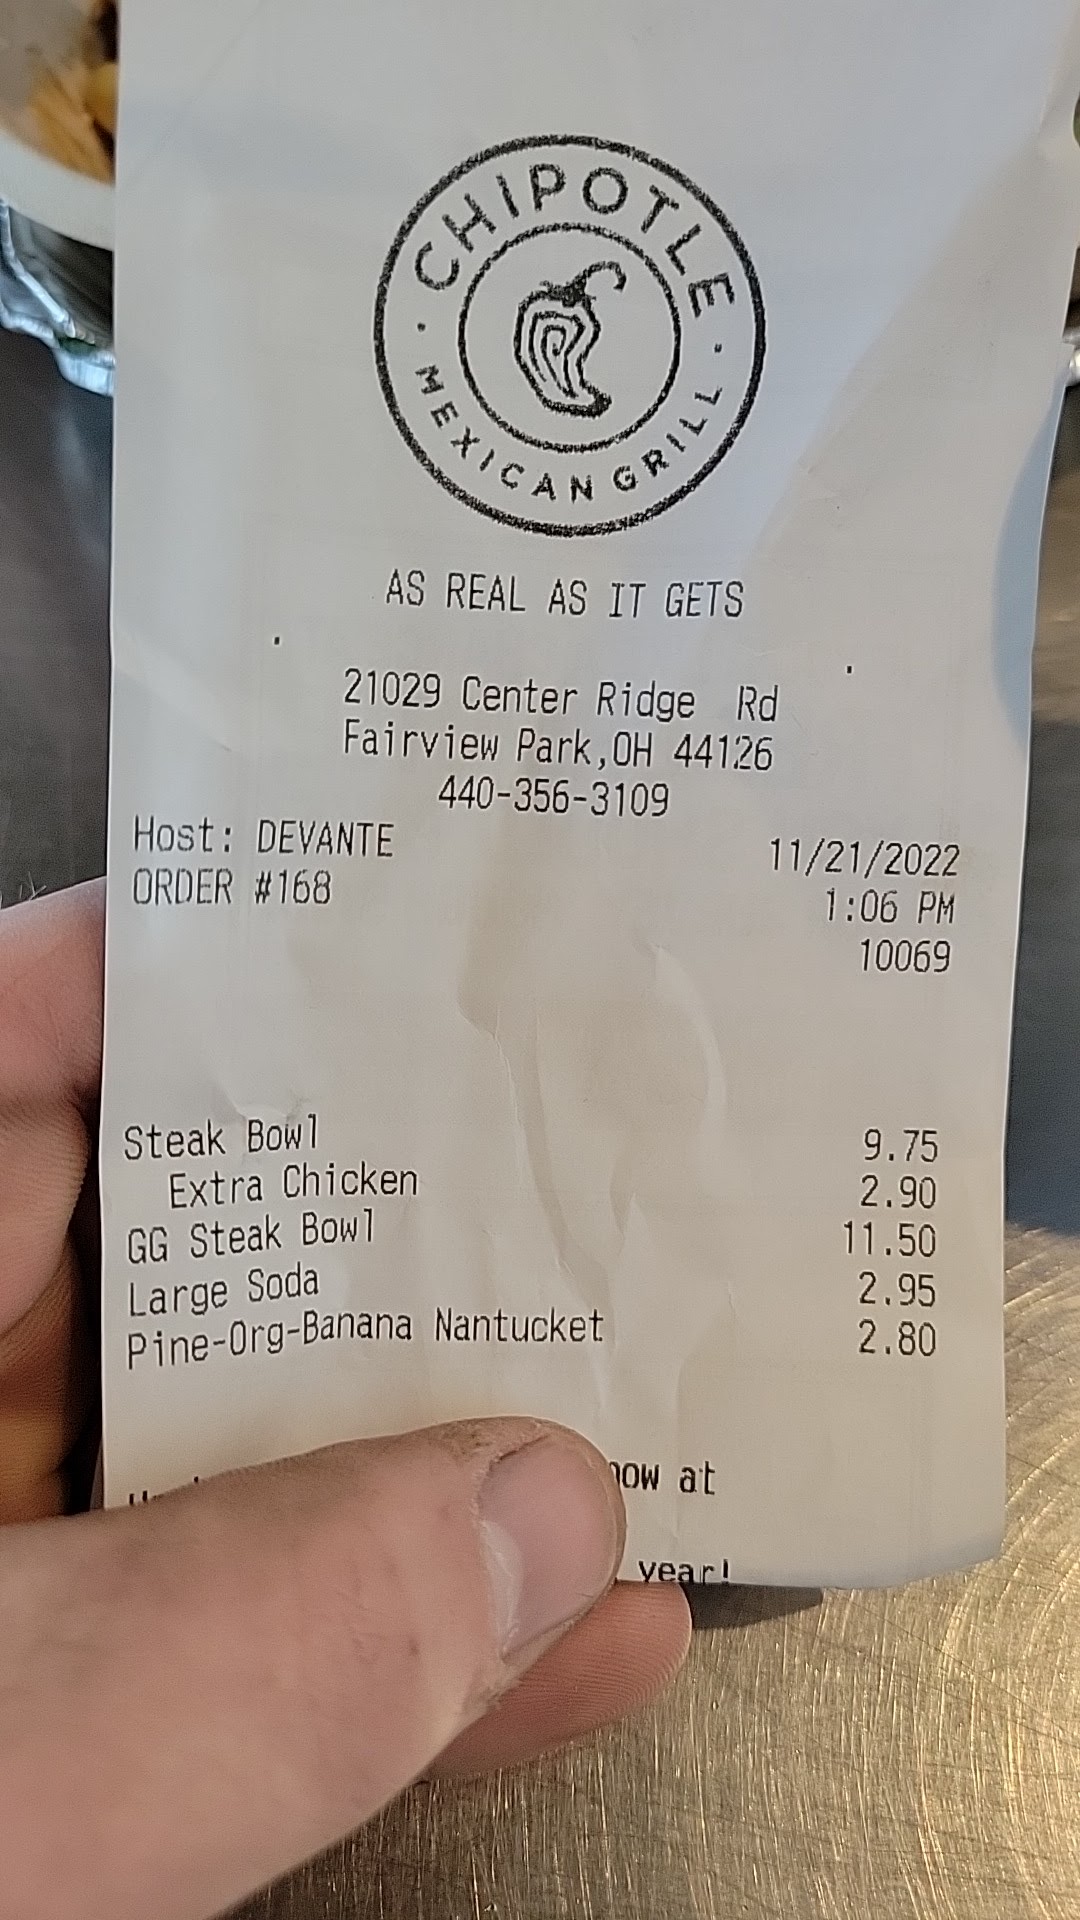 CHIPOTLE
MEXICAN GRILL
AS REAL AS IT GETS
21029 Center Ridge Rd
Fairview Park,OH 44126
440-356-3109
Host: DEVANTE 11/21/2022
ORDER #168 1:06 PM
10069
Steak Bowl 9.75
Extra Chicken 2.90
GG Steak Bowl 11.50
Large Soda 2.95
Pine-Org-Banana Nantucket 2.80
at
year!